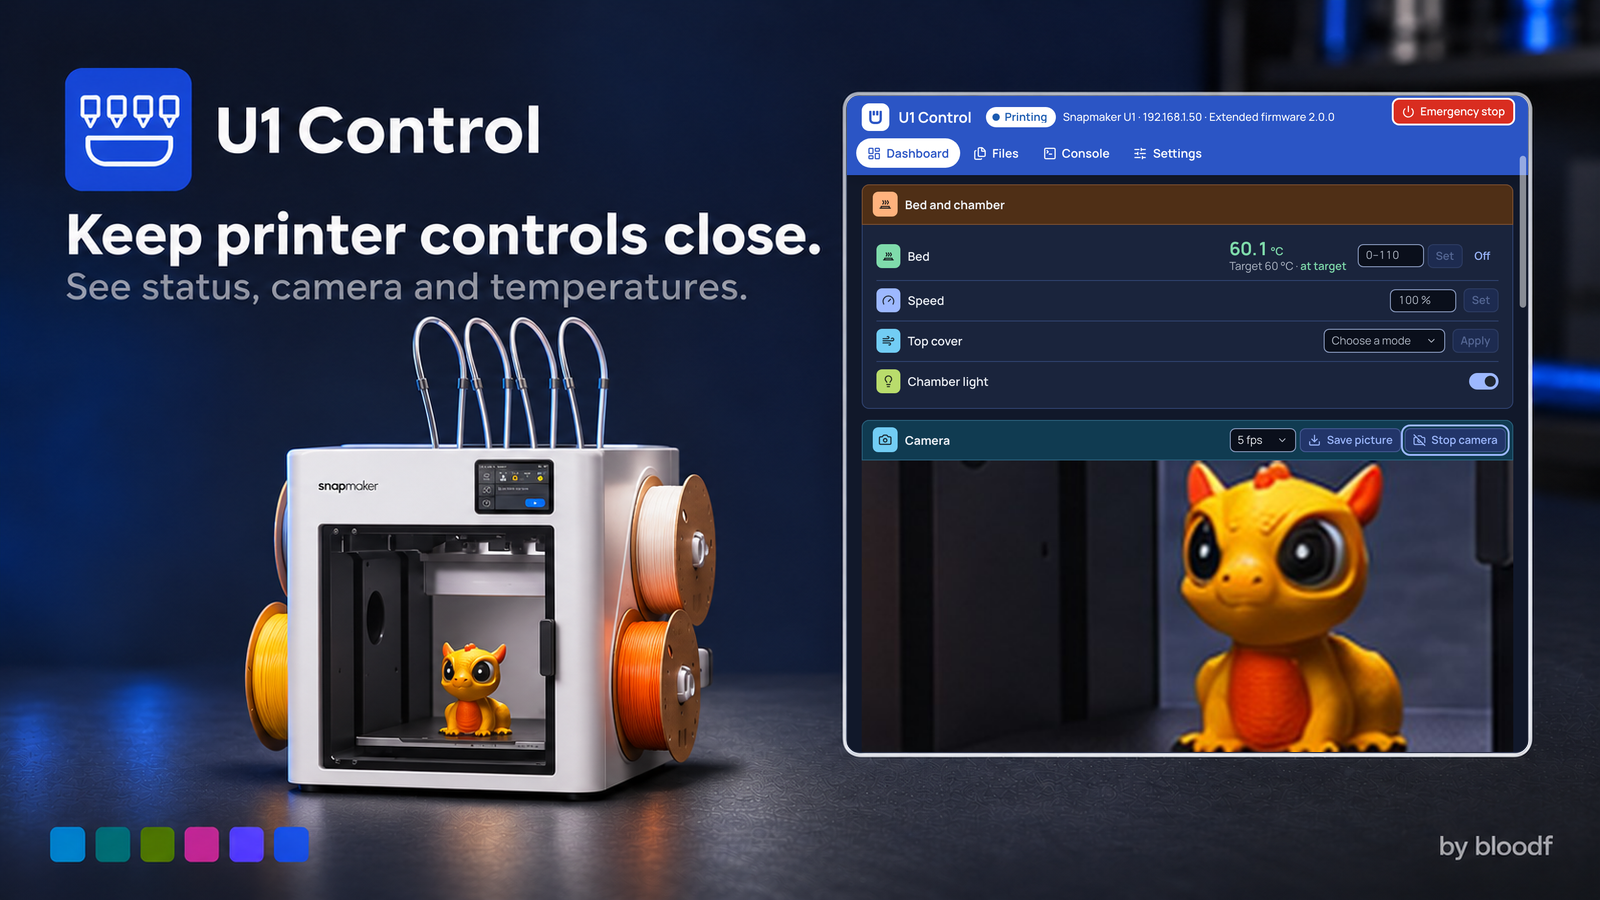 U1 Control
Keep printer controls close.
See status, camera and temperatures.
snapmaker
U1 Control
Printing
Snapmaker U1 · 192.168.1.50 · Extended firmware 2.0.0
Emergency stop
Dashboard
Files
Console
Settings
Bed and chamber
Bed
60.1 °C
Target 60 °C · at target
0–110
Set
Off
Speed
100 %
Set
Top cover
Choose a mode
Apply
Chamber light
Camera
5 fps
Save picture
Stop camera
by bloodf